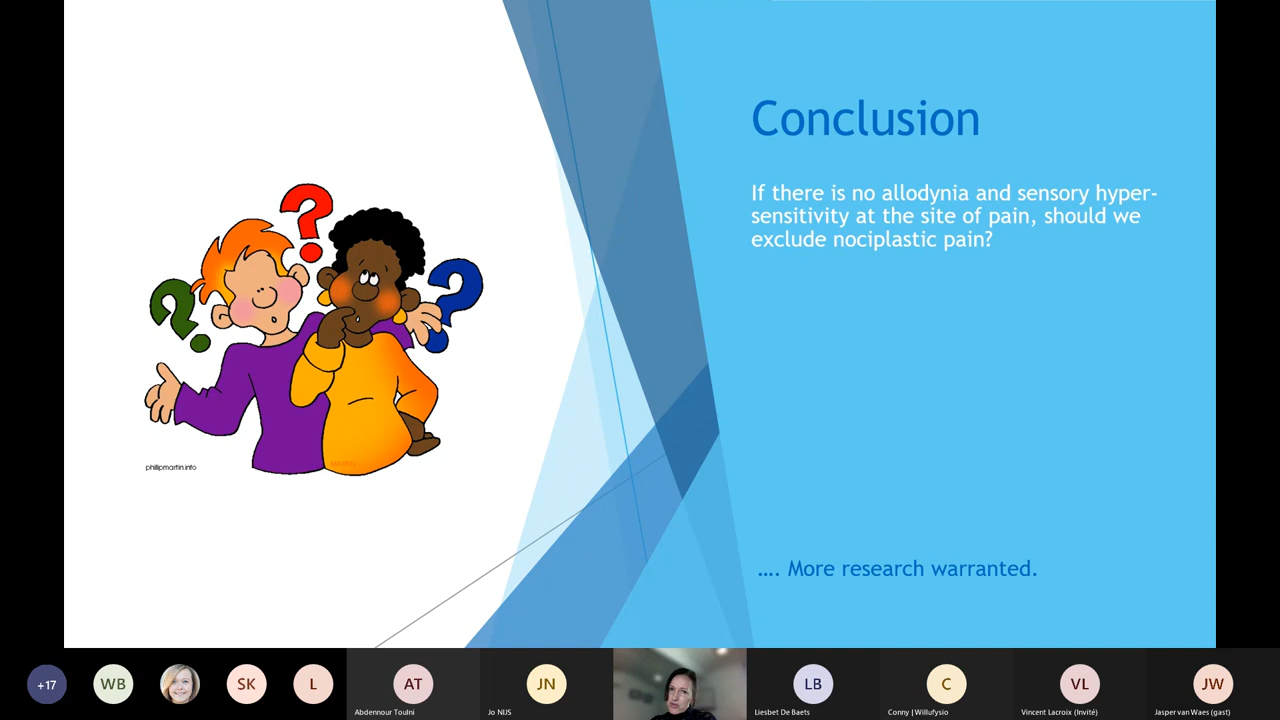 Conclusion
If there is no allodynia and sensory hyper-
sensitivity at the site of pain, should we
exclude nociplastic pain?
phillipmartin.info
.... More research warranted.
+17
WB
SK
L
AT
JN
LB
C
VL
JW
Abdennour Toulni
Jo NIJS
Liesbet De Baets
Conny | Willufysio
Vincent Lacroix (Invité)
Jasper van Waes (gast)